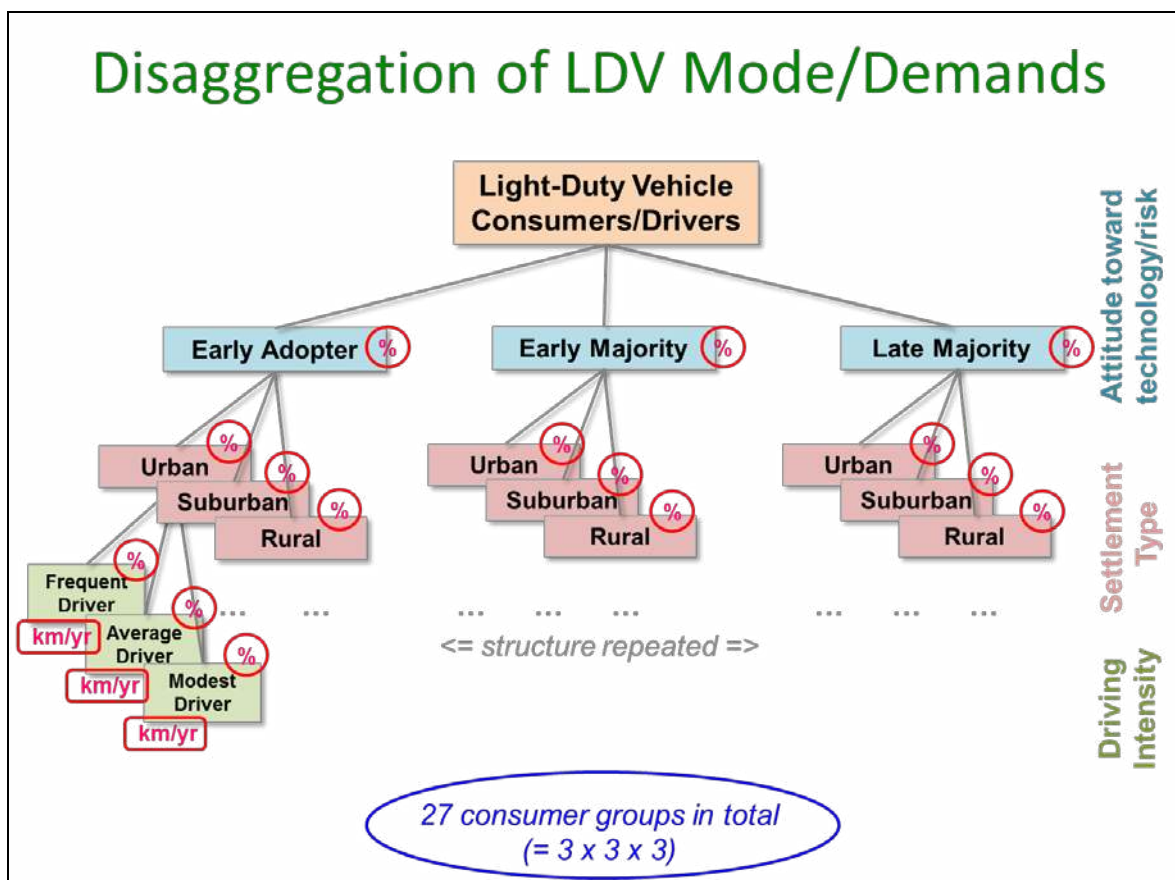 Disaggregation of LDV Mode/Demands
Light-Duty Vehicle
Consumers/Drivers
Attitude toward
technology/risk
Early Adopter %
Early Majority %
Late Majority %
Urban %
Suburban %
Rural %
Urban %
Suburban %
Rural %
Urban %
Suburban %
Rural %
Settlement
Type
Frequent
Driver
%
km/yr
Average
Driver
%
km/yr
Modest
Driver
%
km/yr
... ... ... ... ... ... ... ...
<= structure repeated =>
Driving
Intensity
27 consumer groups in total
(= 3 x 3 x 3)